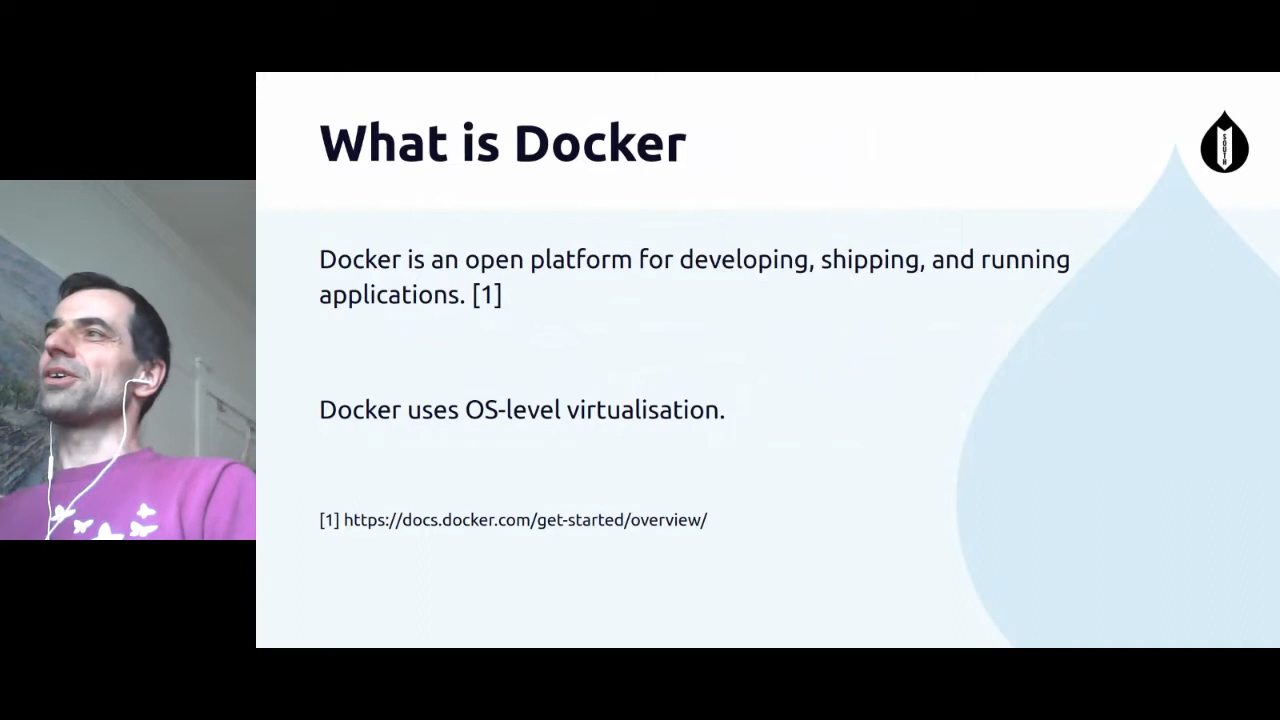 What is Docker
SOUTH
Docker is an open platform for developing, shipping, and running
applications. [1]
Docker uses OS-level virtualisation.
[1] https://docs.docker.com/get-started/overview/